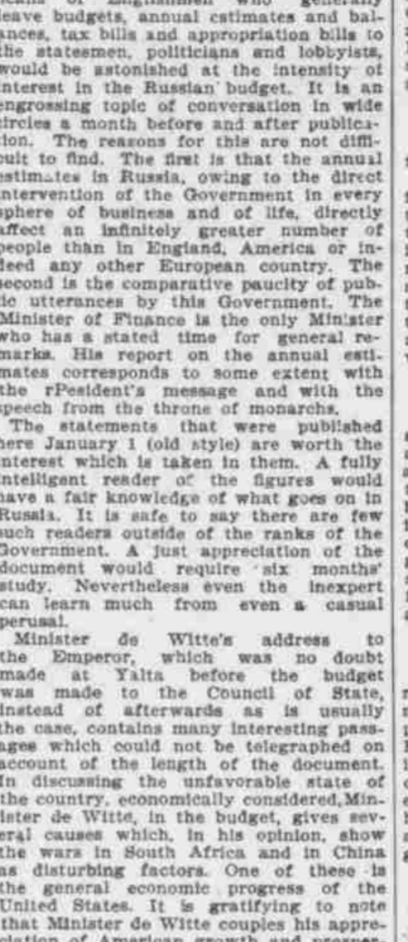 leave budgets, annual estimates and bal-
ances, tax bills and appropriation bills to
the statesmen, politicians and lobbyists,
would be astonished at the intensity of
interest in the Russian budget. It is an
engrossing topic of conversation in wide
circles a month before and after publica-
tion. The reasons for this are not diffi-
cult to find. The first is that the annual
estimates in Russia, owing to the direct
intervention of the Government in every
sphere of business and of life, directly
affect an infinitely greater number of
people than in England, America or in-
deed any other European country. The
second is the comparative paucity of pub-
lic utterances by this Government. The
Minister of Finance is the only Minister
who has a stated time for general re-
marks. His report on the annual esti-
mates corresponds to some extent with
the rPesident's message and with the
speech from the throne of monarchs.
The statements that were published
here January 1 (old style) are worth the
interest which is taken in them. A fully
intelligent reader of the figures would
have a fair knowledge of what goes on in
Russia. It is safe to say there are few
such readers outside of the ranks of the
Government. A just appreciation of the
document would require six months'
study. Nevertheless even the inexpert
can learn much from even a casual
perusal.
Minister de Witte's address to
the Emperor, which was no doubt
made at Yalta before the budget
was made to the Council of State,
instead of afterwards as is usually
the case, contains many interesting pass-
ages which could not be telegraphed on
account of the length of the document.
In discussing the unfavorable state of
the country, economically considered, Min-
ister de Witte, in the budget, gives sev-
eral causes which, in his opinion, show
the wars in South Africa and in China
as disturbing factors. One of these is
the general economic progress of the
United States. It is gratifying to note
that Minister de Witte couples his appre-
ciation of American growth and